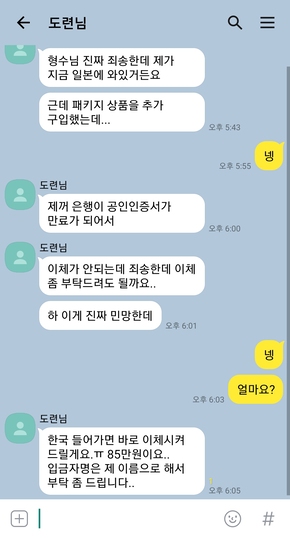 도련님
형수님 진짜 죄송한데 제가
지금 일본에 와있거든요
근데 패키지 상품을 추가
구입했는데...
오후 5:43
넹
오후 5:55
도련님
제꺼 은행이 공인인증서가
만료가 되어서
오후 6:00
도련님
이체가 안되는데 죄송한데 이체
좀 부탁드려도 될까요..
하 이게 진짜 민망한데
오후 6:01
넹
얼마요?
오후 6:03
도련님
한국 들어가면 바로 이체시켜
드릴게요.ㅠ 85만원이요..
입금자명은 제 이름으로 해서
부탁 좀 드립니다..
오후 6:05
#